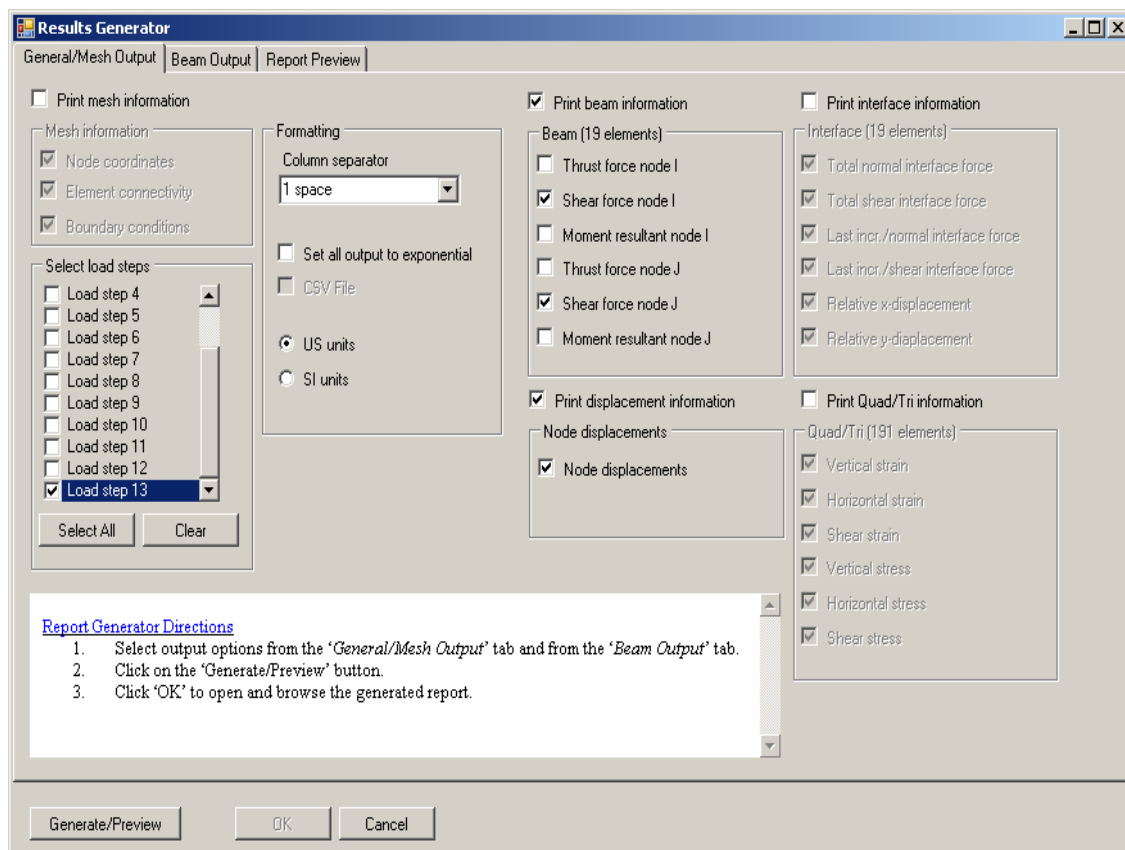 Results Generator
General/Mesh Output
Beam Output
Report Preview
Print mesh information
Mesh information
Node coordinates
Element connectivity
Boundary conditions
Select load steps
Load step 4
Load step 5
Load step 6
Load step 7
Load step 8
Load step 9
Load step 10
Load step 11
Load step 12
Load step 13
Select All
Clear
Formatting
Column separator
1 space
Set all output to exponential
CSV File
US units
SI units
Print beam information
Beam (19 elements)
Thrust force node I
Shear force node I
Moment resultant node I
Thrust force node J
Shear force node J
Moment resultant node J
Print displacement information
Node displacements
Node displacements
Print interface information
Interface (19 elements)
Total normal interface force
Total shear interface force
Last incr./normal interface force
Last incr./shear interface force
Relative x-displacement
Relative y-diaplacement
Print Quad/Tri information
Quad/Tri (191 elements)
Vertical strain
Horizontal strain
Shear strain
Vertical stress
Horizontal stress
Shear stress
Report Generator Directions
1. Select output options from the ‘General/Mesh Output’ tab and from the ‘Beam Output’ tab.
2. Click on the ‘Generate/Preview’ button.
3. Click ‘OK’ to open and browse the generated report.
Generate/Preview
OK
Cancel